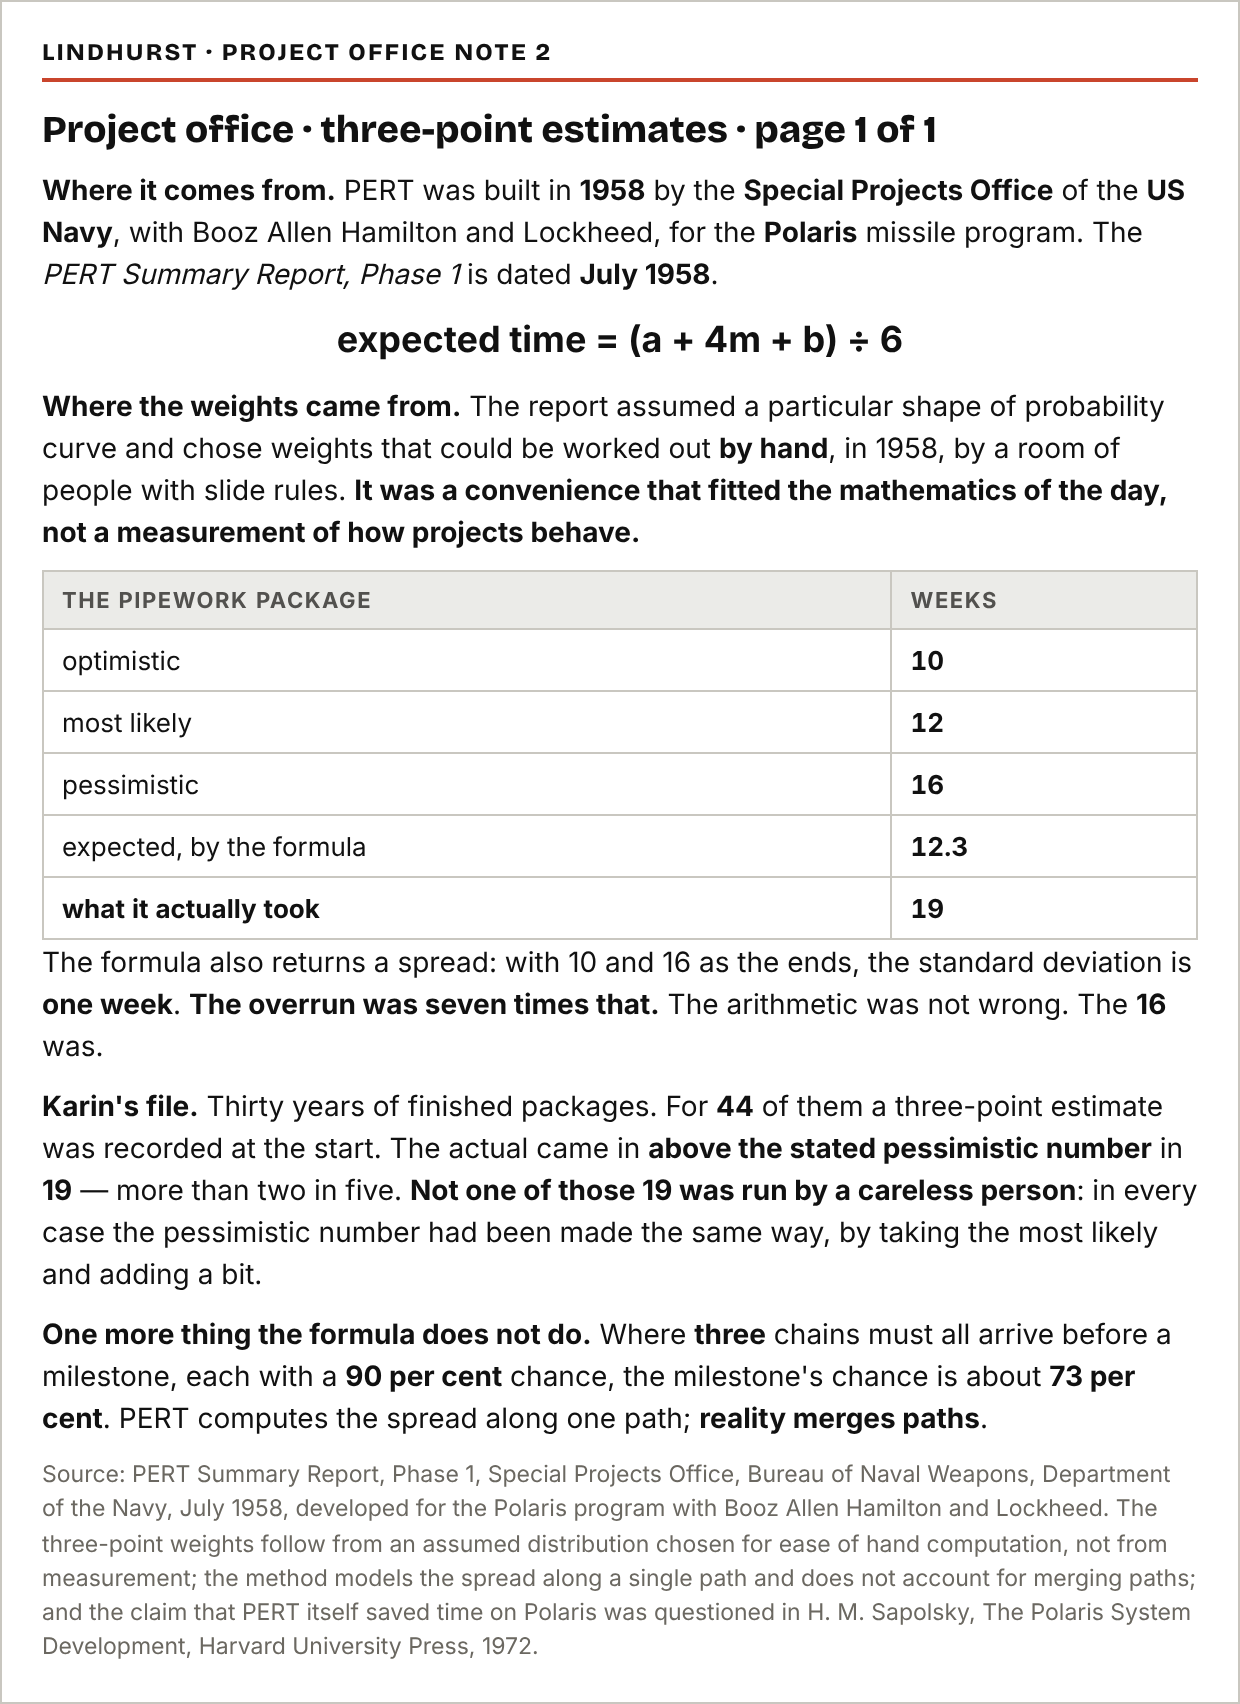 LINDHURST · PROJECT OFFICE NOTE 2
Project office · three-point estimates · page 1 of 1
Where it comes from. PERT was built in 1958 by the Special Projects Office of the US
Navy, with Booz Allen Hamilton and Lockheed, for the Polaris missile program. The
PERT Summary Report, Phase 1 is dated July 1958.
expected time = (a + 4m + b) ÷ 6
Where the weights came from. The report assumed a particular shape of probability
curve and chose weights that could be worked out by hand, in 1958, by a room of
people with slide rules. It was a convenience that fitted the mathematics of the day,
not a measurement of how projects behave.
THE PIPEWORK PACKAGE WEEKS
optimistic 10
most likely 12
pessimistic 16
expected, by the formula 12.3
what it actually took 19
The formula also returns a spread: with 10 and 16 as the ends, the standard deviation is
one week. The overrun was seven times that. The arithmetic was not wrong. The 16
was.
Karin's file. Thirty years of finished packages. For 44 of them a three-point estimate
was recorded at the start. The actual came in above the stated pessimistic number in
19 — more than two in five. Not one of those 19 was run by a careless person: in every
case the pessimistic number had been made the same way, by taking the most likely
and adding a bit.
One more thing the formula does not do. Where three chains must all arrive before a
milestone, each with a 90 per cent chance, the milestone's chance is about 73 per
cent. PERT computes the spread along one path; reality merges paths.
Source: PERT Summary Report, Phase 1, Special Projects Office, Bureau of Naval Weapons, Department
of the Navy, July 1958, developed for the Polaris program with Booz Allen Hamilton and Lockheed. The
three-point weights follow from an assumed distribution chosen for ease of hand computation, not from
measurement; the method models the spread along a single path and does not account for merging paths;
and the claim that PERT itself saved time on Polaris was questioned in H. M. Sapolsky, The Polaris System
Development, Harvard University Press, 1972.